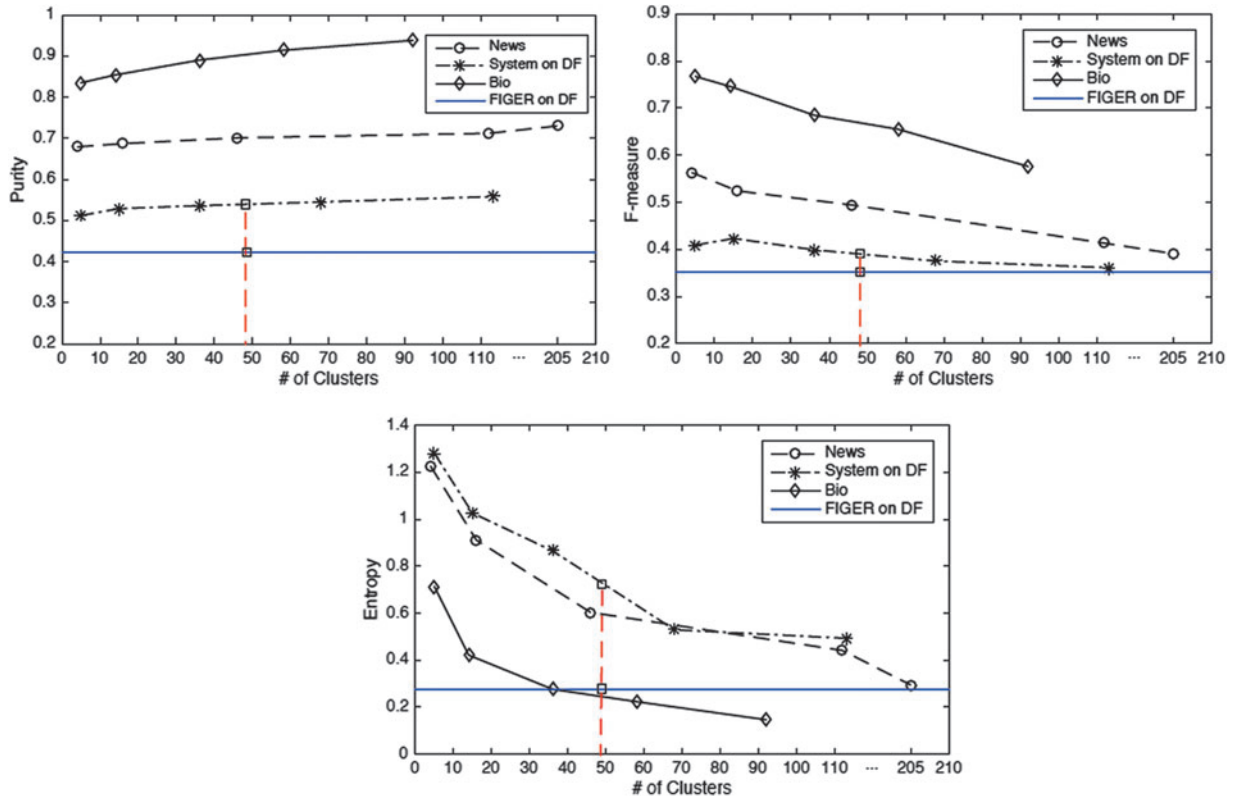 1
0.9
0.8
0.7
0.6
0.5
0.4
0.3
0.2
Purity
News
System on DF
Bio
FIGER on DF
0 10 20 30 40 50 60 70 80 90 100 110 ... 205 210
# of Clusters
0.9
0.8
0.7
0.6
0.5
0.4
0.3
0.2
F-measure
News
System on DF
Bio
FIGER on DF
0 10 20 30 40 50 60 70 80 90 100 110 ... 205 210
# of Clusters
1.4
1.2
1
0.8
0.6
0.4
0.2
0
Entropy
News
System on DF
Bio
FIGER on DF
0 10 20 30 40 50 60 70 80 90 100 110 ... 205 210
# of Clusters